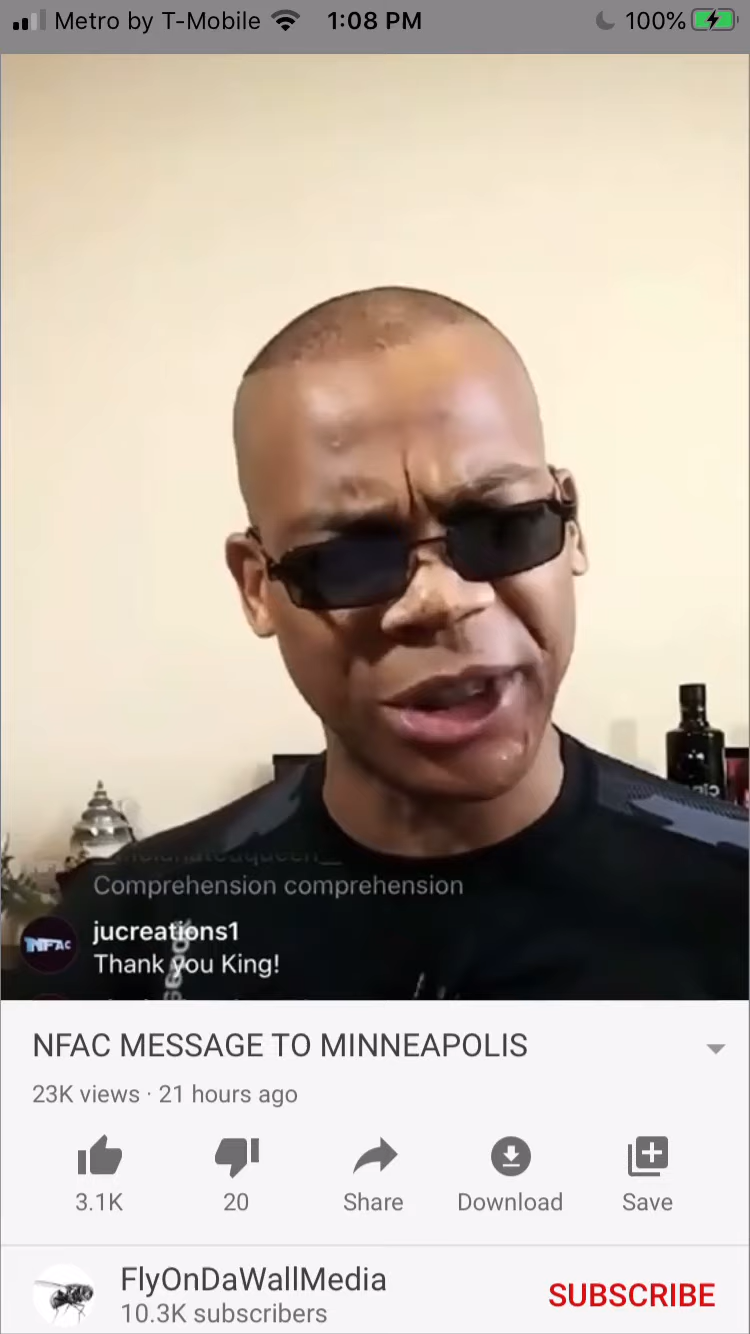 Metro by T-Mobile 1:08 PM 100%
Comprehension comprehension
NFAC
jucreations1
Thank you King!
NFAC MESSAGE TO MINNEAPOLIS
23K views · 21 hours ago
3.1K 20 Share Download Save
FlyOnDaWallMedia
10.3K subscribers
SUBSCRIBE